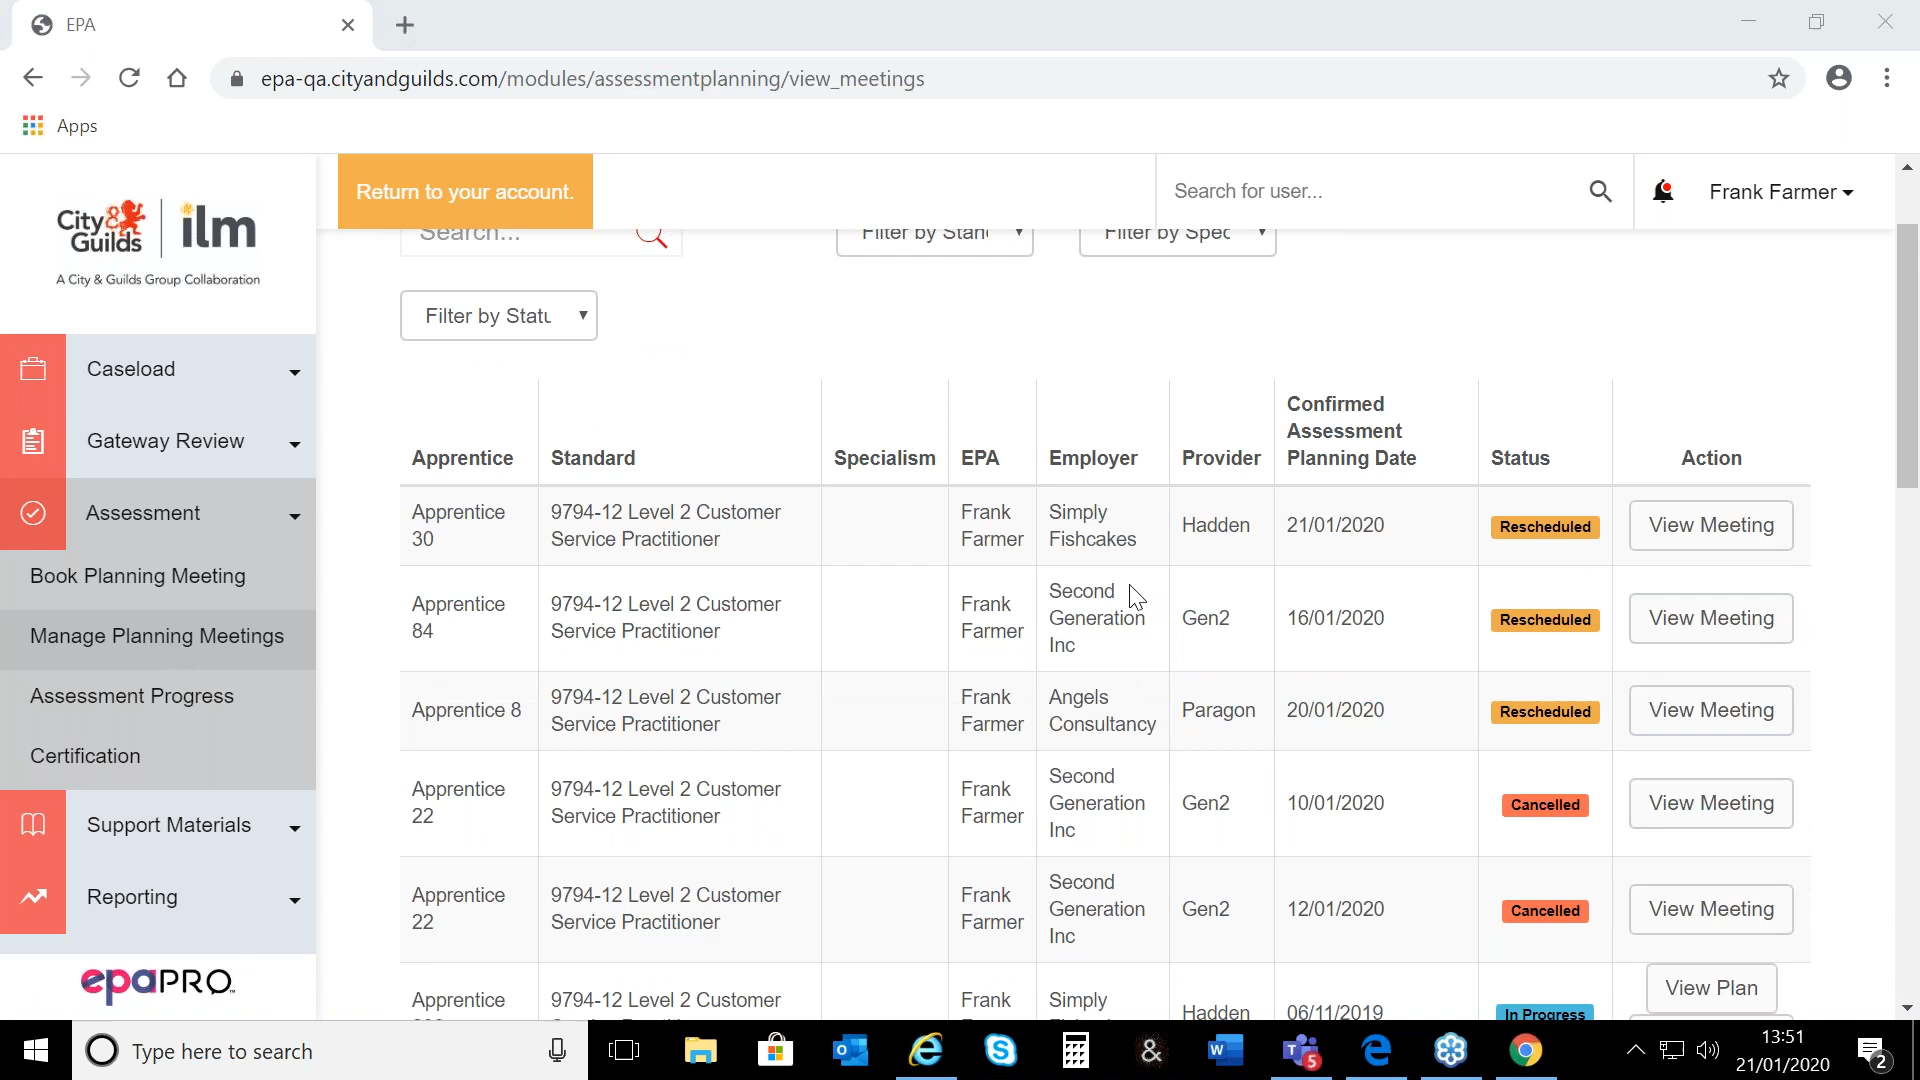 EPA
epa-qa.cityandguilds.com/modules/assessmentplanning/view_meetings
Apps
City & Guilds
ilm
A City & Guilds Group Collaboration
Return to your account.
Search for user...
Frank Farmer
Search...
Filter by Stand
Filter by Spec
Filter by Statu
Caseload
Gateway Review
Assessment
Book Planning Meeting
Manage Planning Meetings
Assessment Progress
Certification
Support Materials
Reporting
epaPRO
Confirmed
Assessment
Apprentice Standard Specialism EPA Employer Provider Planning Date Status Action
Apprentice 9794-12 Level 2 Customer Frank Simply
Hadden 21/01/2020 Rescheduled View Meeting
30 Service Practitioner Farmer Fishcakes
Second
Apprentice 9794-12 Level 2 Customer Frank
Generation Gen2 16/01/2020 Rescheduled View Meeting
84 Service Practitioner Farmer
Inc
9794-12 Level 2 Customer Frank Angels
Apprentice 8 Paragon 20/01/2020 Rescheduled View Meeting
Service Practitioner Farmer Consultancy
Second
Apprentice 9794-12 Level 2 Customer Frank
Generation Gen2 10/01/2020 Cancelled View Meeting
22 Service Practitioner Farmer
Inc
Second
Apprentice 9794-12 Level 2 Customer Frank
Generation Gen2 12/01/2020 Cancelled View Meeting
22 Service Practitioner Farmer
Inc
View Plan
Apprentice 9794-12 Level 2 Customer Frank Simply
Hadden 06/11/2019 In Progress
Type here to search
5
13:51
21/01/2020
2